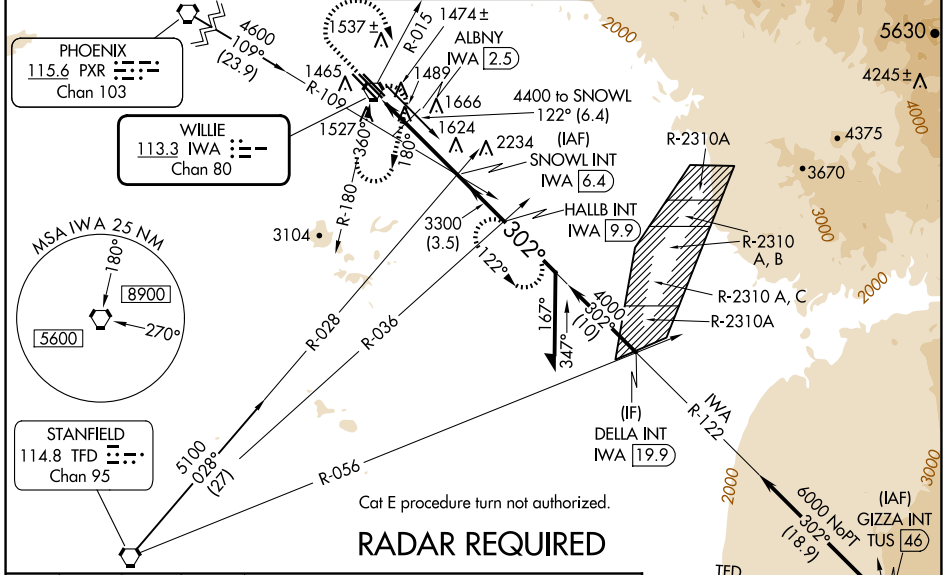 4600
109°
(23.9)
PHOENIX
115.6 PXR
Chan 103
R-109
1537 ±
R-015
1474 ±
ALBNY
IWA 2.5
1465
1489
1666
4400 to SNOWL
122° (6.4)
1527
1624
WILLIE
113.3 IWA
Chan 80
360°
180°
2234
(IAF)
SNOWL INT
IWA 6.4
R-180
HALLB INT
IWA 9.9
3300
(3.5)
302°
122°
3104
2000
5630
4245 ±
4000
4375
3670
3000
2000
R-2310A
R-2310
A, B
R-2310 A, C
R-2310A
MSA IWA 25 NM
180°
8900
270°
5600
R-028
R-036
167°
347°
4000
302°
(10)
(IF)
DELLA INT
IWA 19.9
IWA
R-122
STANFIELD
114.8 TFD
Chan 95
5100
028°
(27)
R-056
Cat E procedure turn not authorized.
RADAR REQUIRED
2000
3000
6000 NoPT
302°
(18.9)
(IAF)
GIZZA INT
TUS 46
TFD